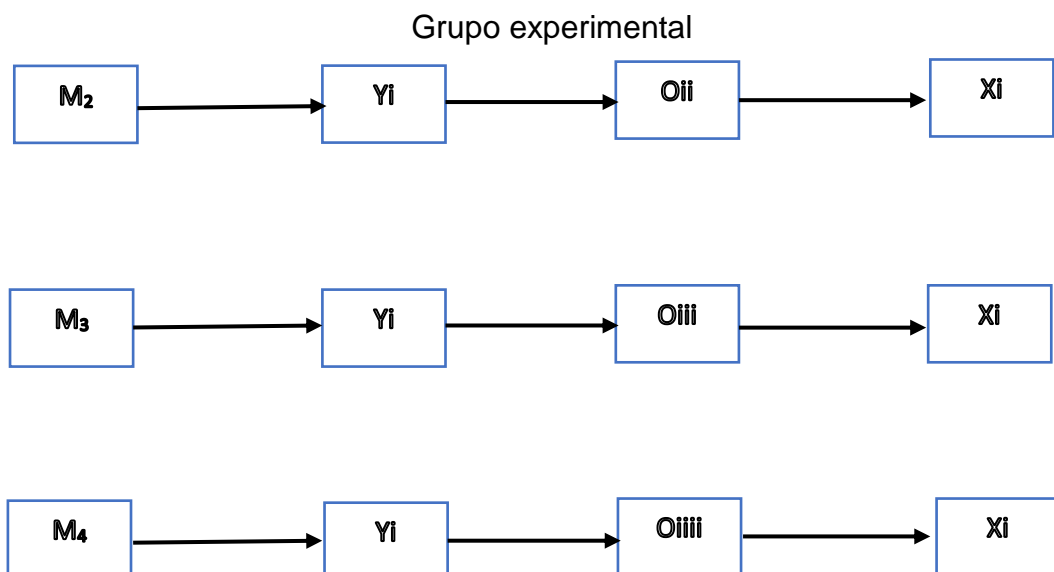 Grupo experimental
M₂ Yi Oii Xi
M₃ Yi Oiii Xi
M₄ Yi Oiiii Xi